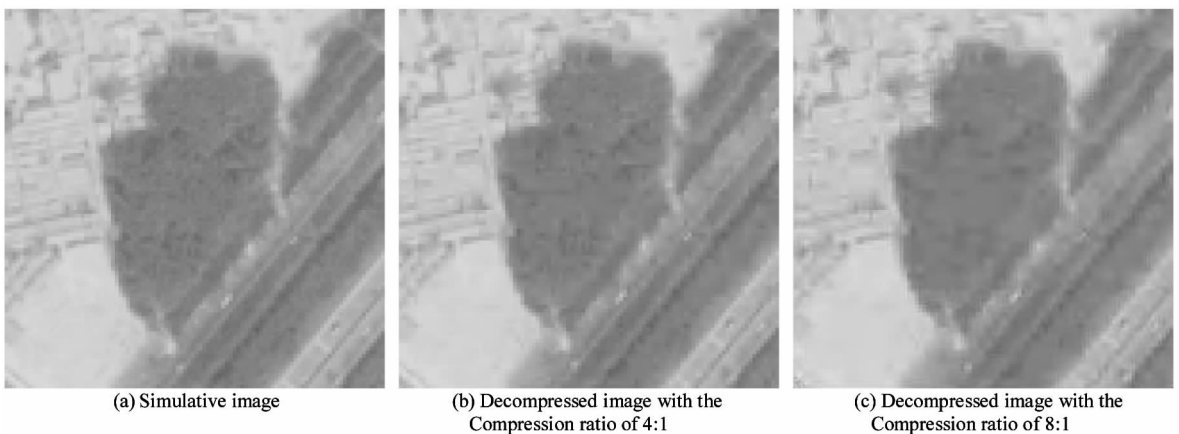 (a) Simulative image
(b) Decompressed image with the
Compression ratio of 4:1
(c) Decompressed image with the
Compression ratio of 8:1